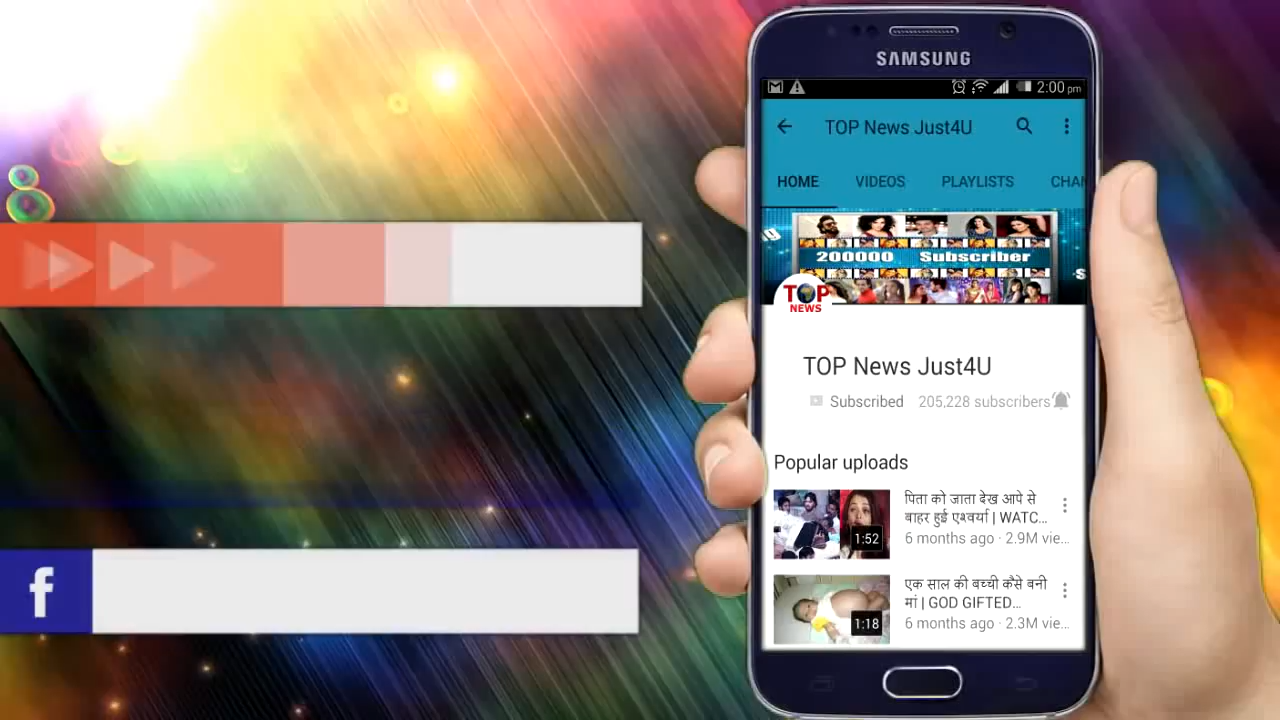 SAMSUNG
2:00 pm
TOP News Just4U
HOME VIDEOS PLAYLISTS CHAN
200000 Subscriber
TOP
NEWS
TOP News Just4U
Subscribed 205,228 subscribers
Popular uploads
पिता को जाता देख आपे से
बाहर हुई एश्वर्या | WATC...
6 months ago · 2.9M vie...
1:52
एक साल की बच्ची कैसे बनी
मां | GOD GIFTED...
6 months ago · 2.3M vie...
1:18
f